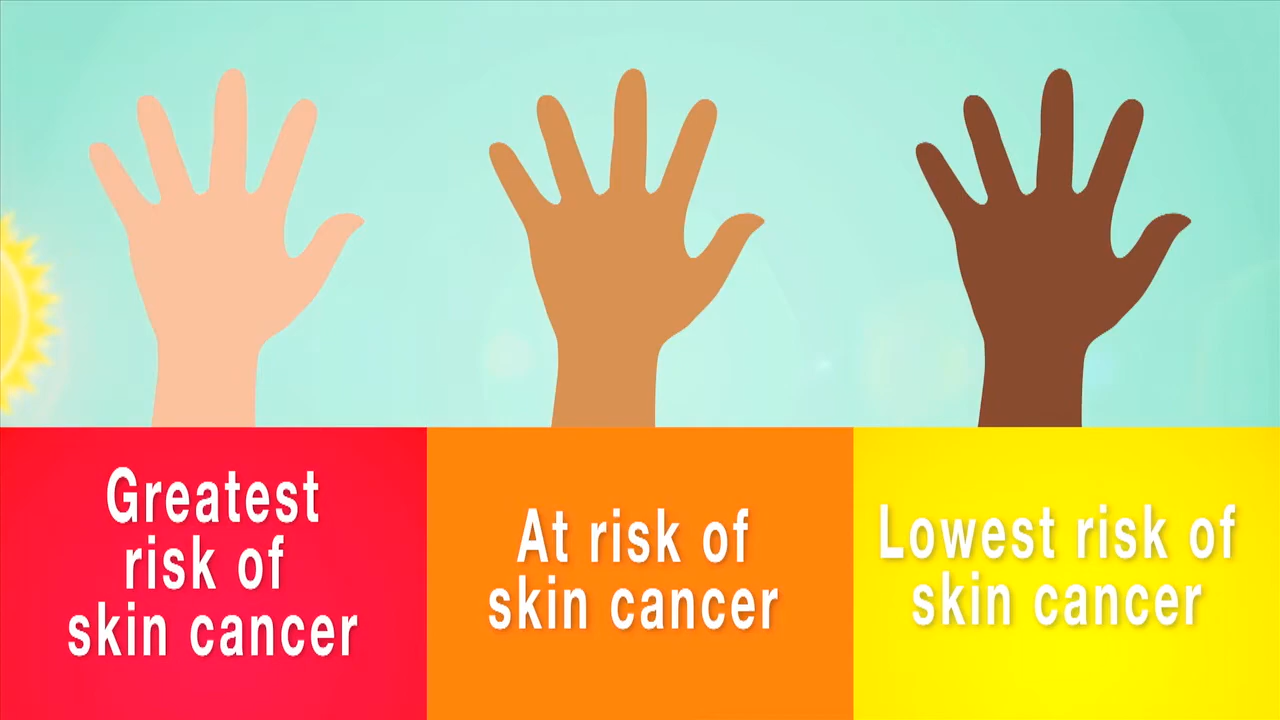 Greatest
risk of
skin cancer
At risk of
skin cancer
Lowest risk of
skin cancer